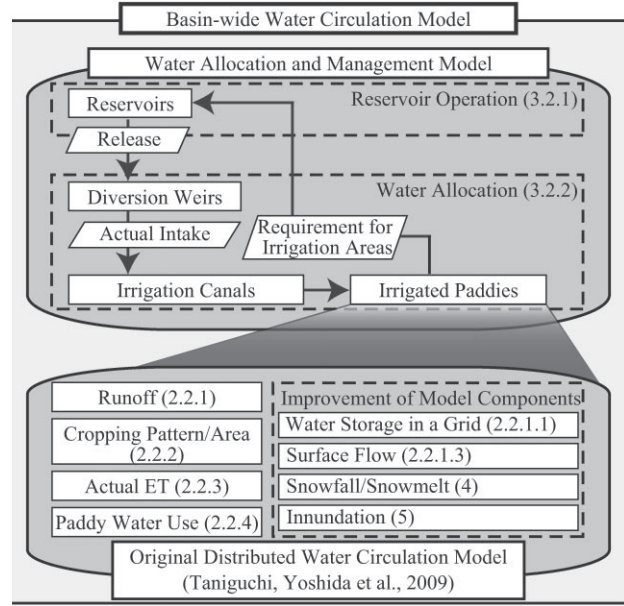 Basin-wide Water Circulation Model
Water Allocation and Management Model
Reservoirs
Reservoir Operation (3.2.1)
Release
Diversion Weirs
Water Allocation (3.2.2)
Actual Intake
Requirement for
Irrigation Areas
Irrigation Canals
Irrigated Paddies
Runoff (2.2.1)
Cropping Pattern/Area
(2.2.2)
Actual ET (2.2.3)
Paddy Water Use (2.2.4)
Improvement of Model Components
Water Storage in a Grid (2.2.1.1)
Surface Flow (2.2.1.3)
Snowfall/Snowmelt (4)
Innundation (5)
Original Distributed Water Circulation Model
(Taniguchi, Yoshida et al., 2009)